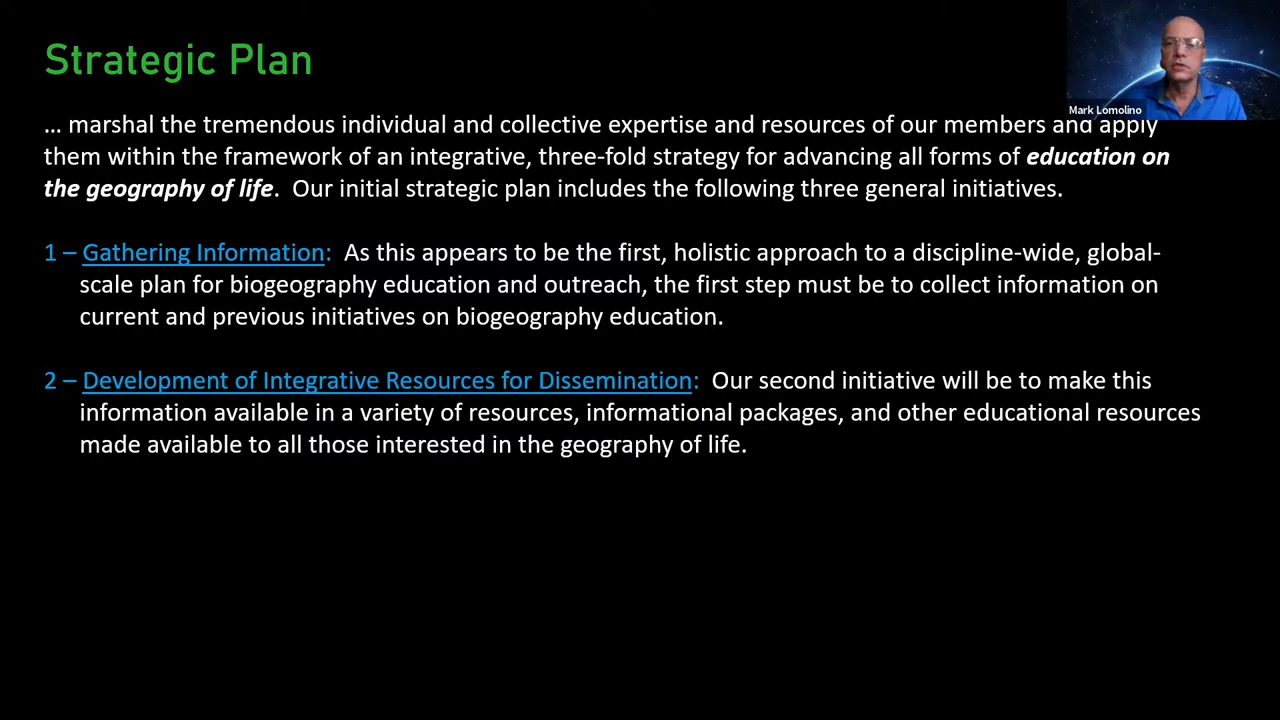 Strategic Plan
Mark Lomolino
... marshal the tremendous individual and collective expertise and resources of our members and apply
them within the framework of an integrative, three-fold strategy for advancing all forms of education on
the geography of life. Our initial strategic plan includes the following three general initiatives.
1 – Gathering Information: As this appears to be the first, holistic approach to a discipline-wide, global-
scale plan for biogeography education and outreach, the first step must be to collect information on
current and previous initiatives on biogeography education.
2 – Development of Integrative Resources for Dissemination: Our second initiative will be to make this
information available in a variety of resources, informational packages, and other educational resources
made available to all those interested in the geography of life.